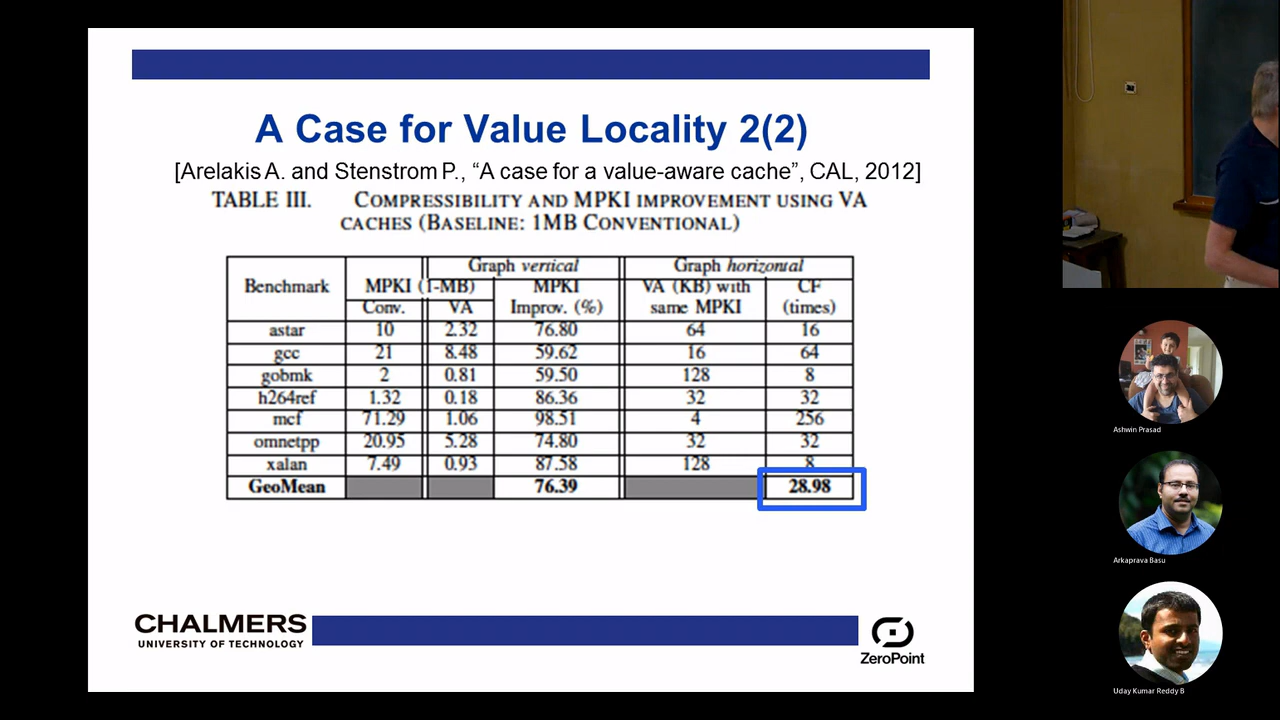 A Case for Value Locality 2(2)
[Arelakis A. and Stenstrom P., “A case for a value-aware cache”, CAL, 2012]
TABLE III. COMPRESSIBILITY AND MPKI IMPROVEMENT USING VA
CACHES (BASELINE: 1MB CONVENTIONAL)
Graph vertical Graph horizontal
Benchmark MPKI (1-MB) MPKI VA (KB) with CF
Conv. VA Improv. (%) same MPKI (times)
astar 10 2.32 76.80 64 16
gcc 21 8.48 59.62 16 64
gobmk 2 0.81 59.50 128 8
h264ref 1.32 0.18 86.36 32 32
mcf 71.29 1.06 98.51 4 256
omnetpp 20.95 5.28 74.80 32 32
xalan 7.49 0.93 87.58 128 8
GeoMean 76.39 28.98
CHALMERS
UNIVERSITY OF TECHNOLOGY
ZeroPoint
Ashwin Prasad
Arkaprava Basu
Uday Kumar Reddy B